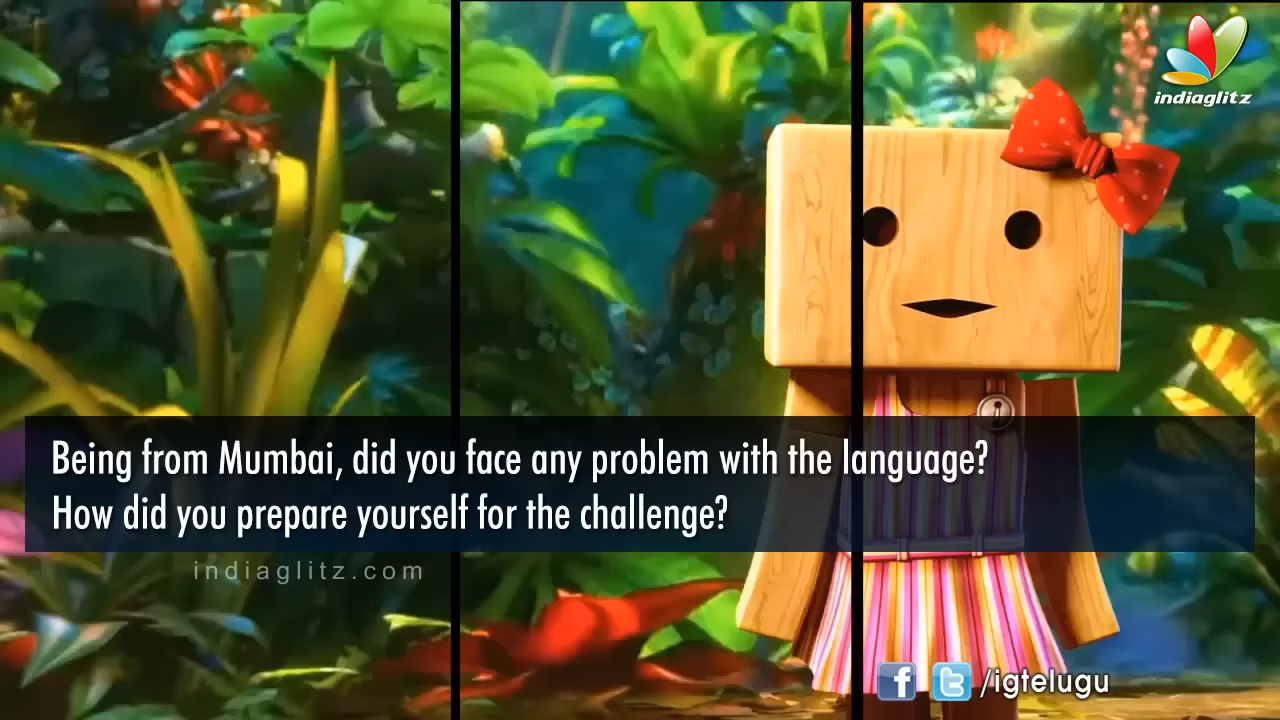 indiaglitz
Being from Mumbai, did you face any problem with the language?
How did you prepare yourself for the challenge?
indiaglitz.com
f t /igtelugu